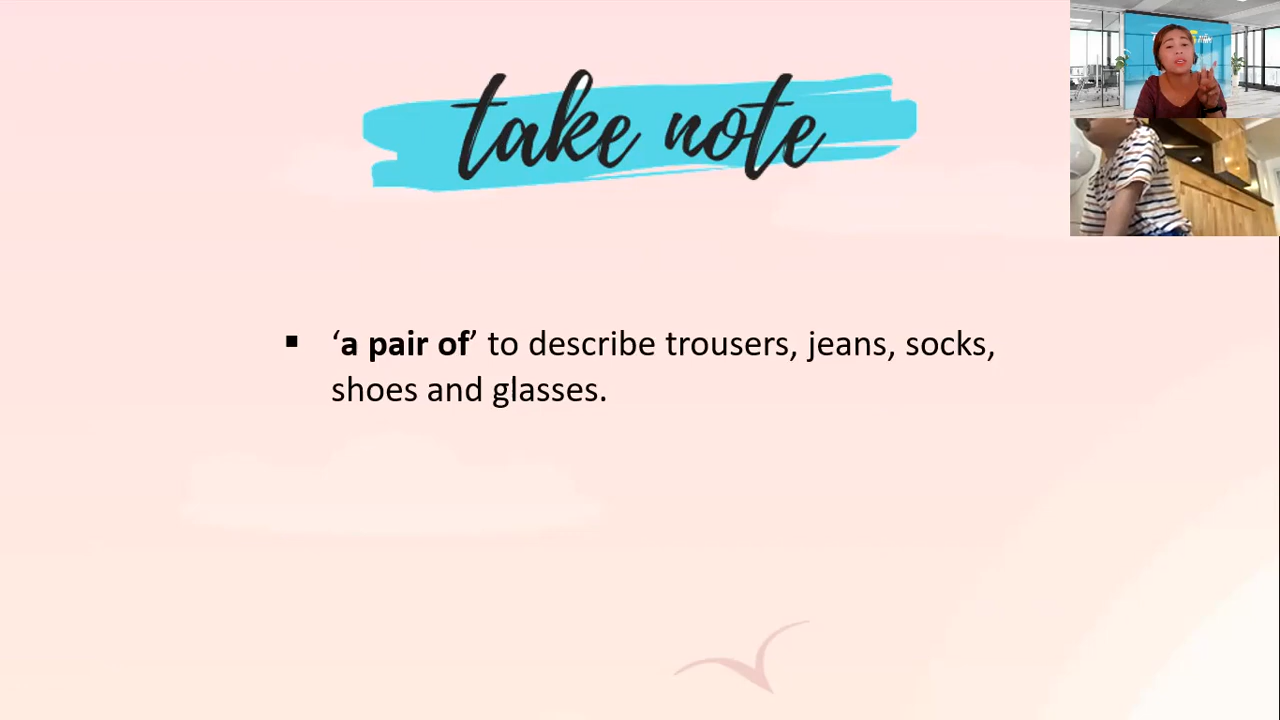 take note
▪ ‘a pair of’ to describe trousers, jeans, socks,
shoes and glasses.